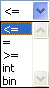 <=
<=
=
>=
int
bin